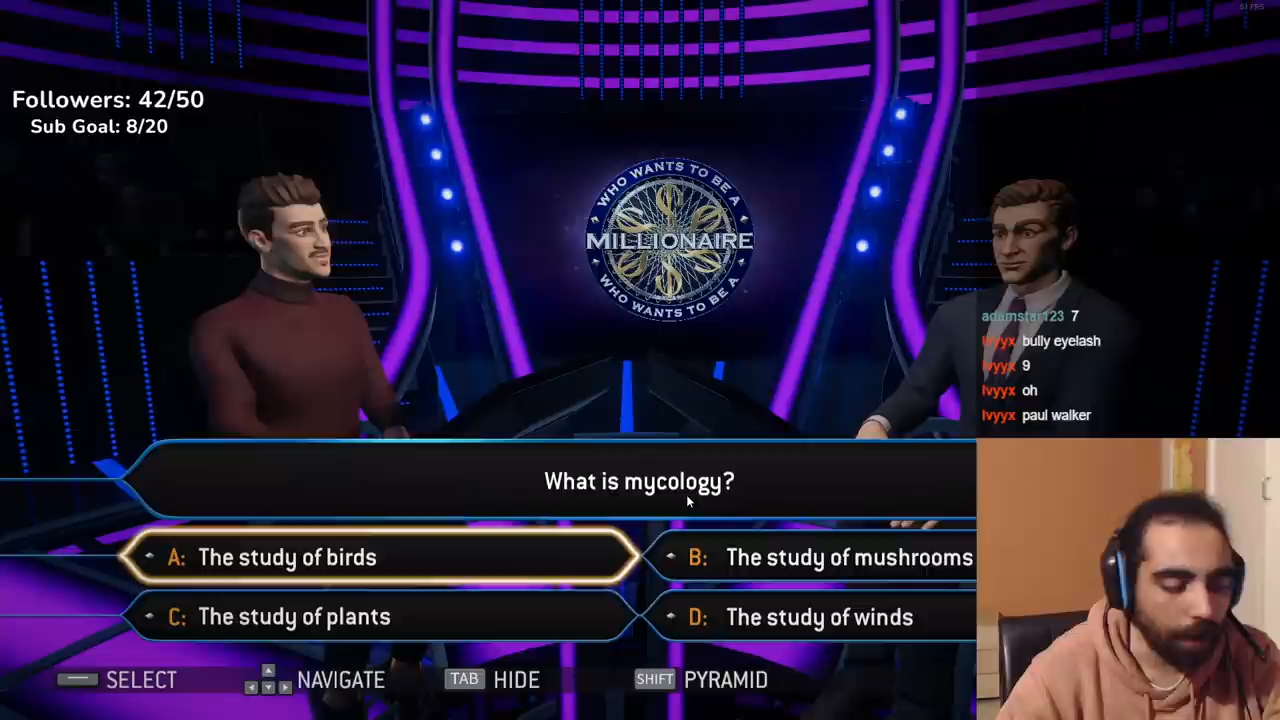 61 FPS
Followers: 42/50
Sub Goal: 8/20
WHO WANTS TO BE A
MILLIONAIRE
WHO WANTS TO BE A
adamstar123 7
lvyyx bully eyelash
lvyyx 9
lvyyx oh
lvyyx paul walker
What is mycology?
A: The study of birds
B: The study of mushrooms
C: The study of plants
D: The study of winds
SELECT
NAVIGATE
TAB HIDE
SHIFT PYRAMID